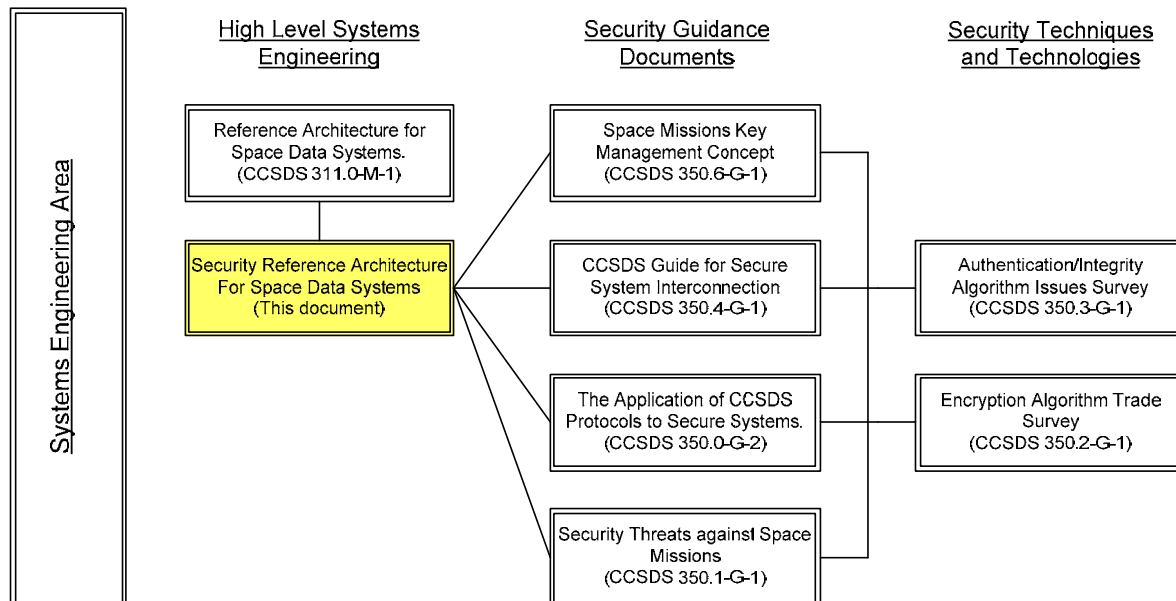 Systems Engineering Area
High Level Systems
Engineering
Reference Architecture for
Space Data Systems.
(CCSDS 311.0-M-1)
Security Reference Architecture
For Space Data Systems
(This document)
Security Guidance
Documents
Space Missions Key
Management Concept
(CCSDS 350.6-G-1)
CCSDS Guide for Secure
System Interconnection
(CCSDS 350.4-G-1)
The Application of CCSDS
Protocols to Secure Systems.
(CCSDS 350.0-G-2)
Security Threats against Space
Missions
(CCSDS 350.1-G-1)
Security Techniques
and Technologies
Authentication/Integrity
Algorithm Issues Survey
(CCSDS 350.3-G-1)
Encryption Algorithm Trade
Survey
(CCSDS 350.2-G-1)